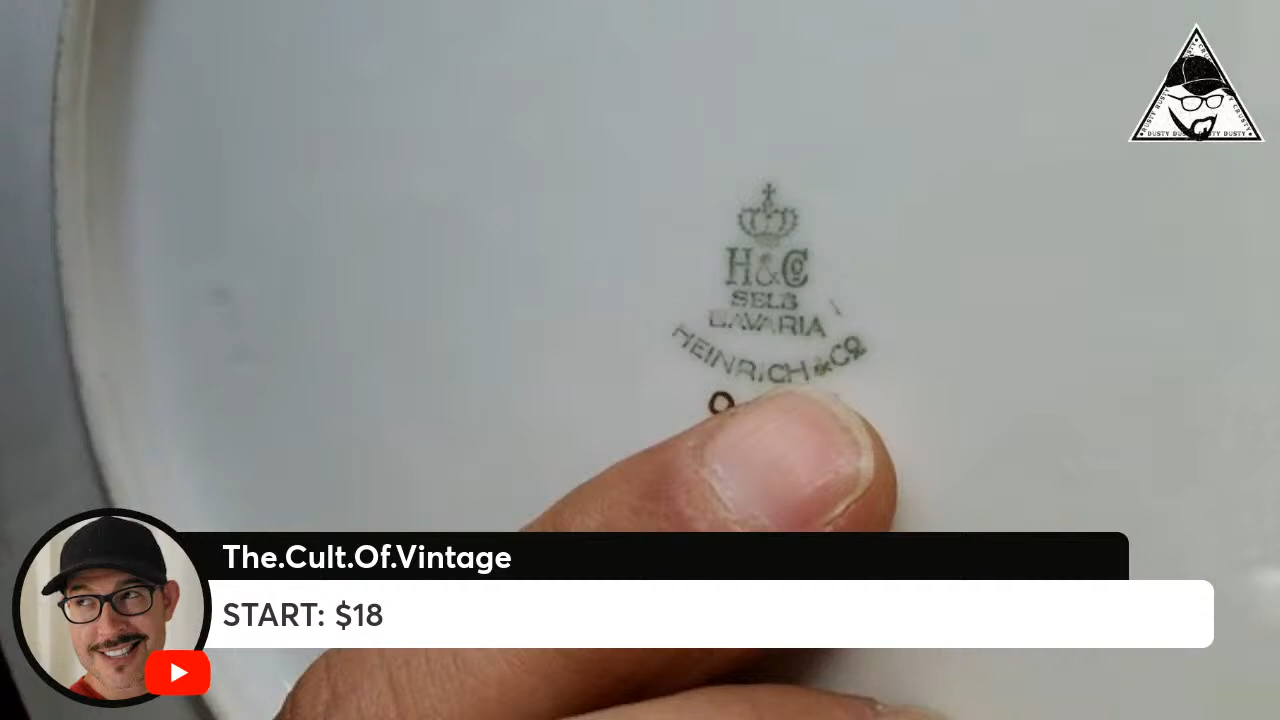 H&Co
SELB
BAVARIA
HEINRICH & Co
The.Cult.Of.Vintage
START: $18